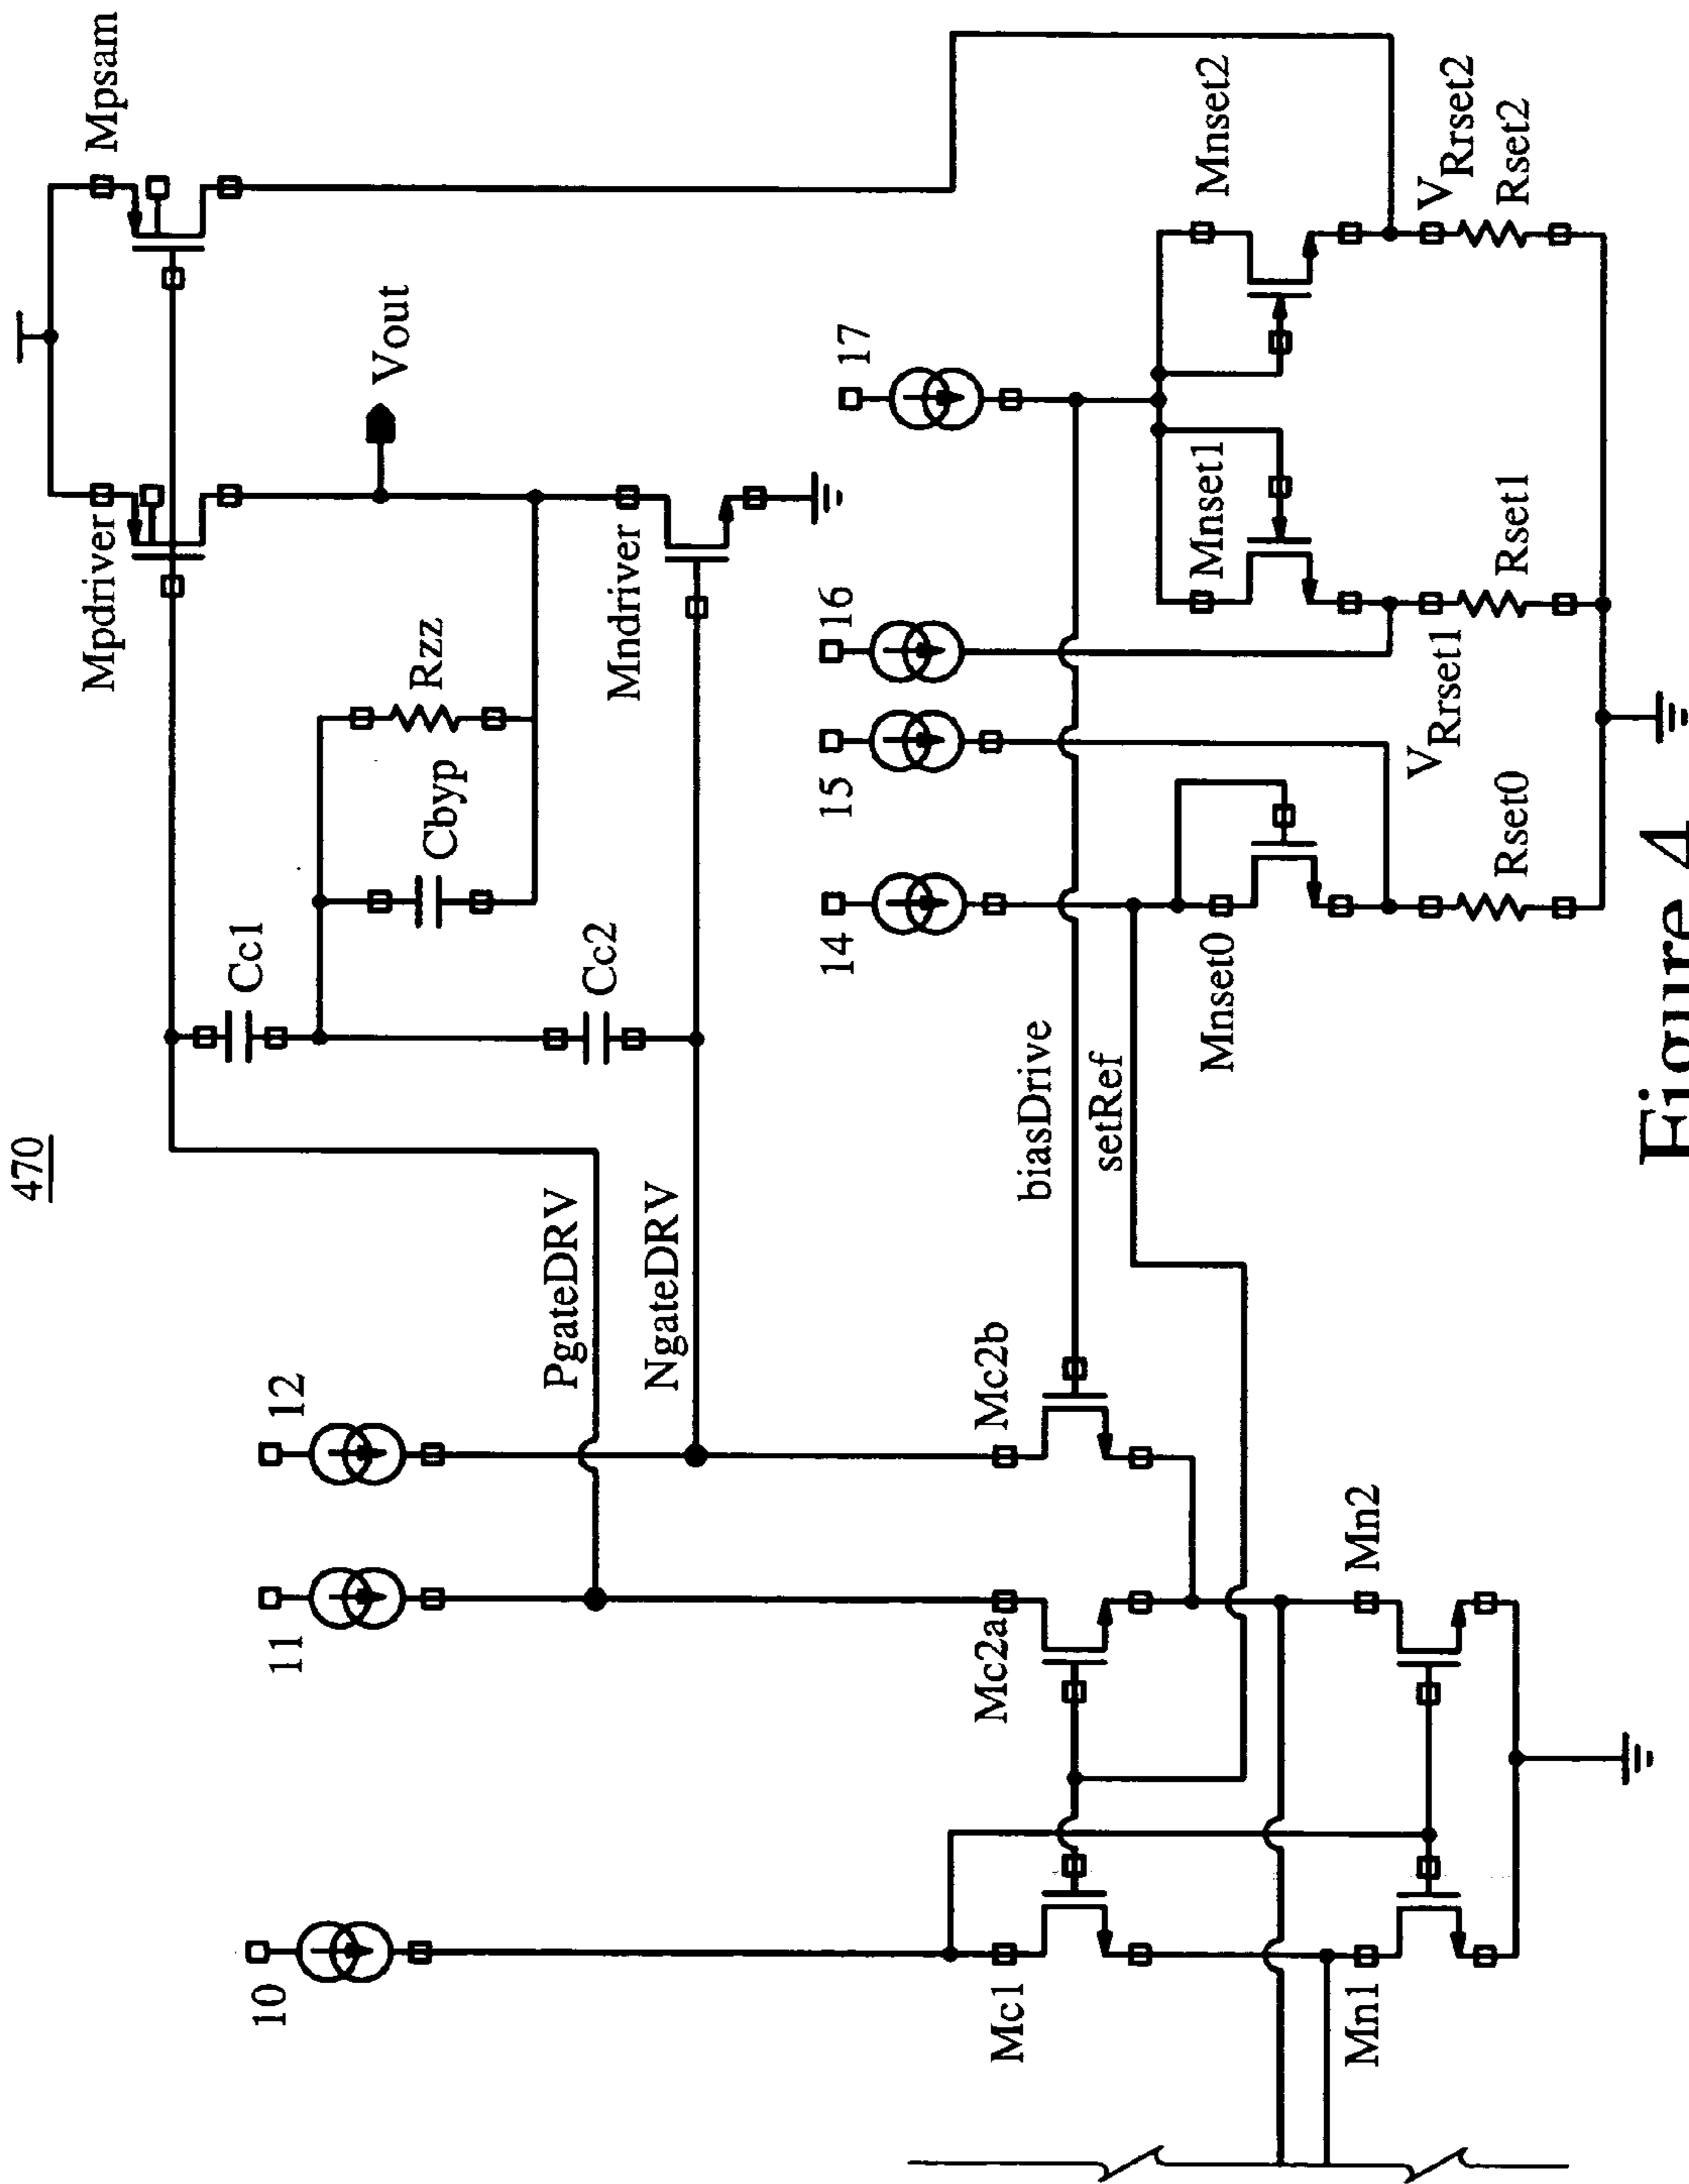 470
Mpdriver
Mpsam
Vout
Cc1
Rzz
Cbyp
Cc2
Mndriver
10
11
12
PgateDRV
NgateDRV
biasDrive
setRef
14
15
16
17
Mc1
Mc2a
Mc2b
Mn1
Mn2
Mnset0
Mnset1
Mnset2
VRrset1
VRrset2
Rset0
Rset1
Rset2
Figure 4